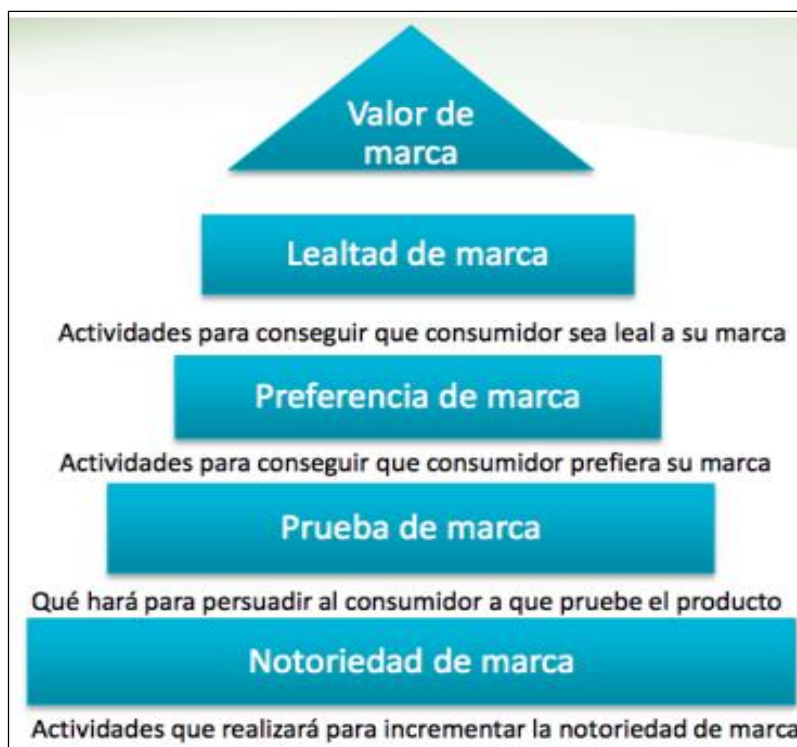 Valor de
marca
Lealtad de marca
Actividades para conseguir que consumidor sea leal a su marca
Preferencia de marca
Actividades para conseguir que consumidor prefiera su marca
Prueba de marca
Qué hará para persuadir al consumidor a que pruebe el producto
Notoriedad de marca
Actividades que realizará para incrementar la notoriedad de marca